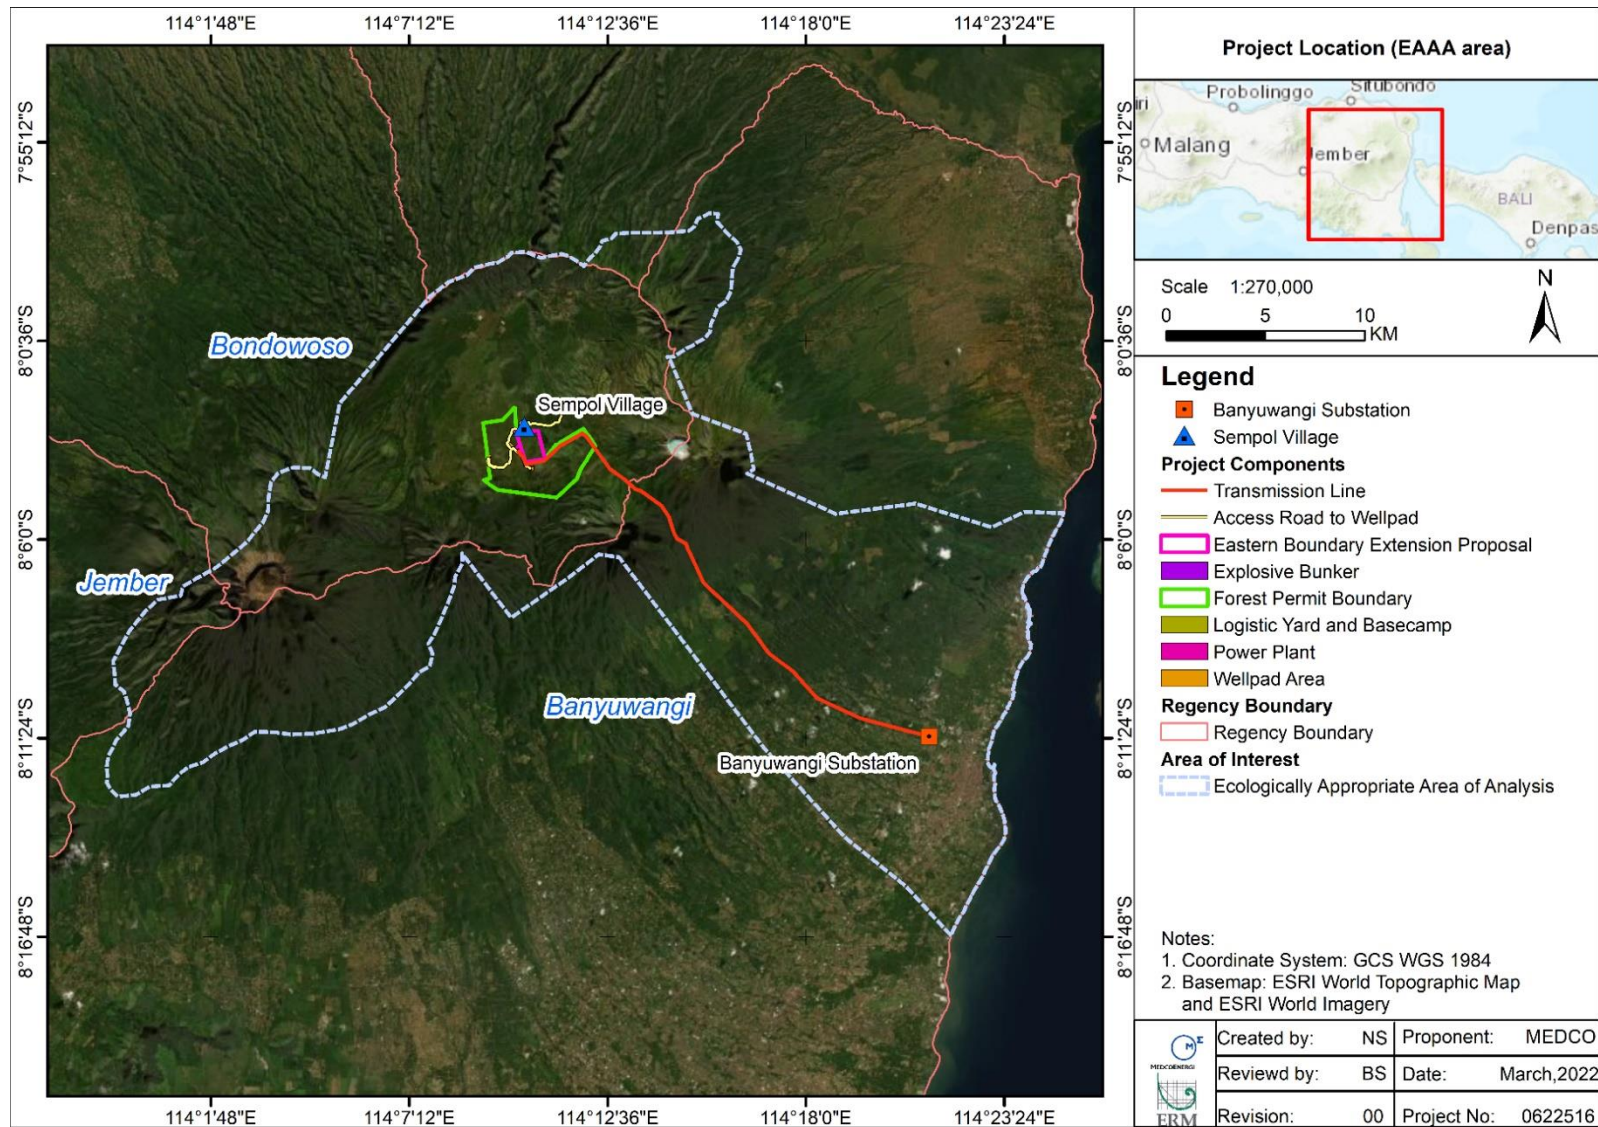 114°1'48"E
114°7'12"E
114°12'36"E
114°18'0"E
114°23'24"E
7°55'12"S
8°0'36"S
8°6'0"S
8°11'24"S
8°16'48"S
Bondowoso
Sempol Village
Jember
Banyuwangi
Banyuwangi Substation
7°55'12"S
8°0'36"S
8°6'0"S
8°11'24"S
8°16'48"S
114°1'48"E
114°7'12"E
114°12'36"E
114°18'0"E
114°23'24"E
Project Location (EAAA area)
Probolinggo
Situbondo
iri
Malang
Jember
BALI
Denpas
Scale 1:270,000
N
0 5 10
KM
Legend
Banyuwangi Substation
Sempol Village
Project Components
Transmission Line
Access Road to Wellpad
Eastern Boundary Extension Proposal
Explosive Bunker
Forest Permit Boundary
Logistic Yard and Basecamp
Power Plant
Wellpad Area
Regency Boundary
Regency Boundary
Area of Interest
Ecologically Appropriate Area of Analysis
Notes:
1. Coordinate System: GCS WGS 1984
2. Basemap: ESRI World Topographic Map
and ESRI World Imagery
M E
MEDCOENERGI
ERM
Created by: NS
Proponent: MEDCO
Reviewd by: BS
Date: March,2022
Revision: 00
Project No: 0622516